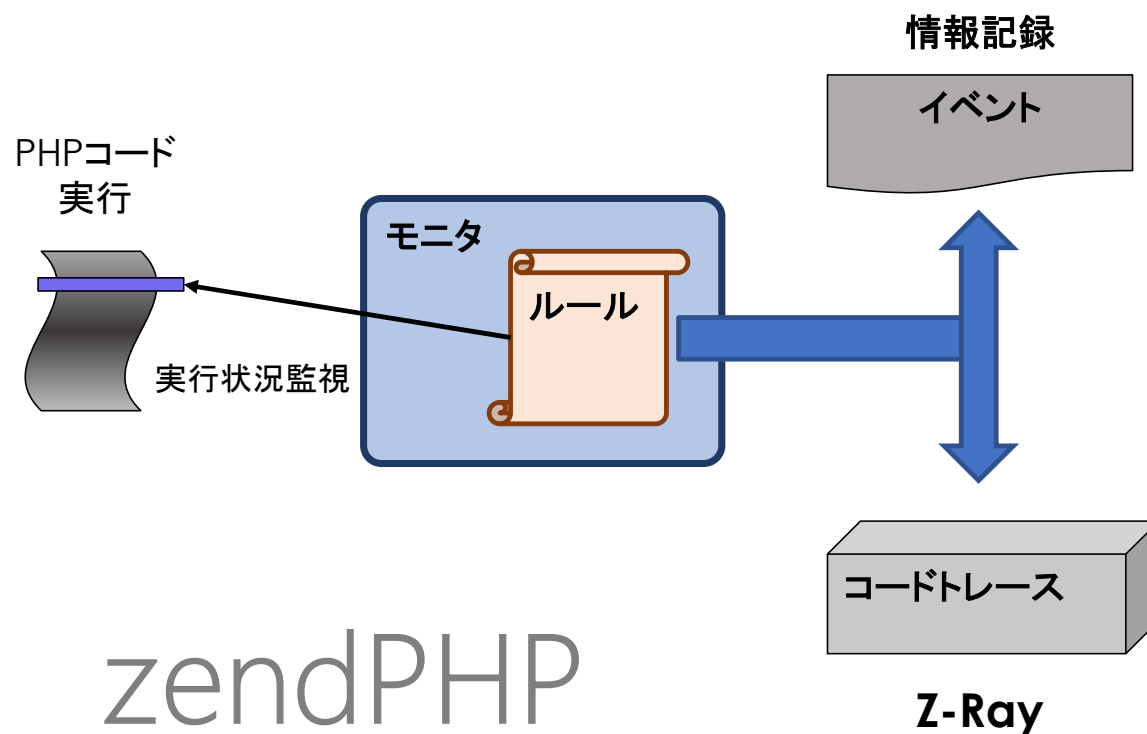 情報記録
イベント
PHPコード
実行
モニタ
ルール
実行状況監視
コードトレース
zendPHP
Z-Ray